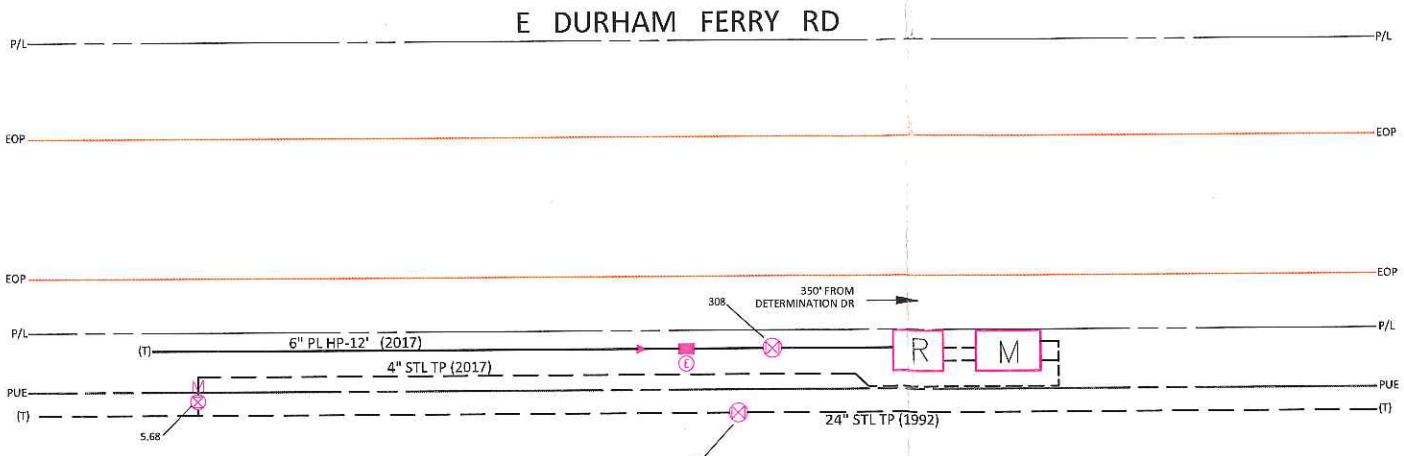 E DURHAM FERRY RD
P/L P/L
EOP EOP
EOP EOP
350' FROM
DETERMINATION DR
308
P/L P/L
(T) 6" PL HP-12' (2017) R M
E
4" STL TP (2017)
M
PUE PUE
(T) 24" STL TP (1992) (T)
5.68